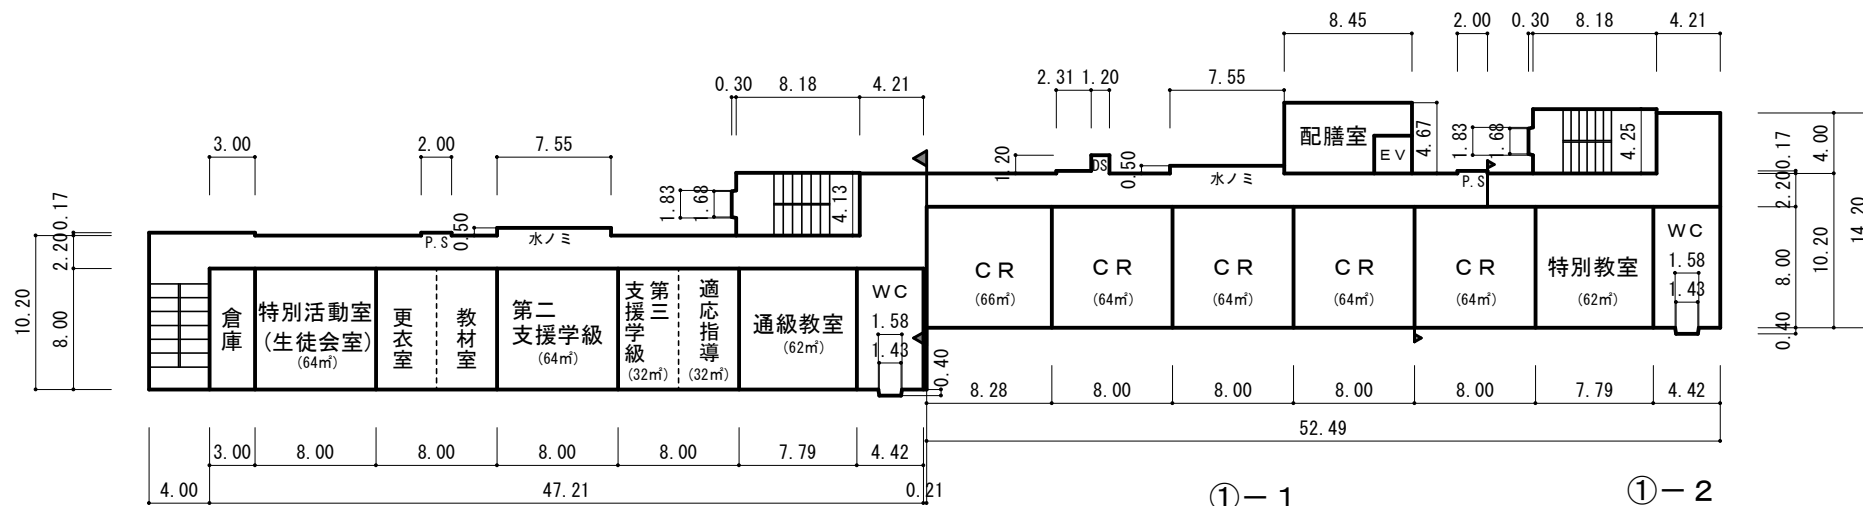 8.45
2.00
0.30
8.18
4.21
2.31
1.20
7.55
0.30
8.18
4.21
3.00
2.00
7.55
配膳室
EV
4.67
1.83
1.68
4.25
0.17
4.00
2.20
14.20
10.20
8.00
0.40
1.20
DS
0.50
水ノミ
P.S
1.83
1.68
4.13
0.17
2.20
10.20
8.00
P.S
0.50
水ノミ
CR
(66㎡)
CR
(64㎡)
CR
(64㎡)
CR
(64㎡)
CR
(64㎡)
特別教室
(62㎡)
WC
1.58
1.43
倉庫
特別活動室
(生徒会室)
(64㎡)
更衣室
教材室
第二
支援学級
(64㎡)
第三
支援学級
(32㎡)
適応指導
(32㎡)
通級教室
(62㎡)
WC
1.58
1.43
0.40
8.28
8.00
8.00
8.00
8.00
7.79
4.42
52.49
3.00
8.00
8.00
8.00
8.00
7.79
4.42
4.00
47.21
0.21
①-1
①-2